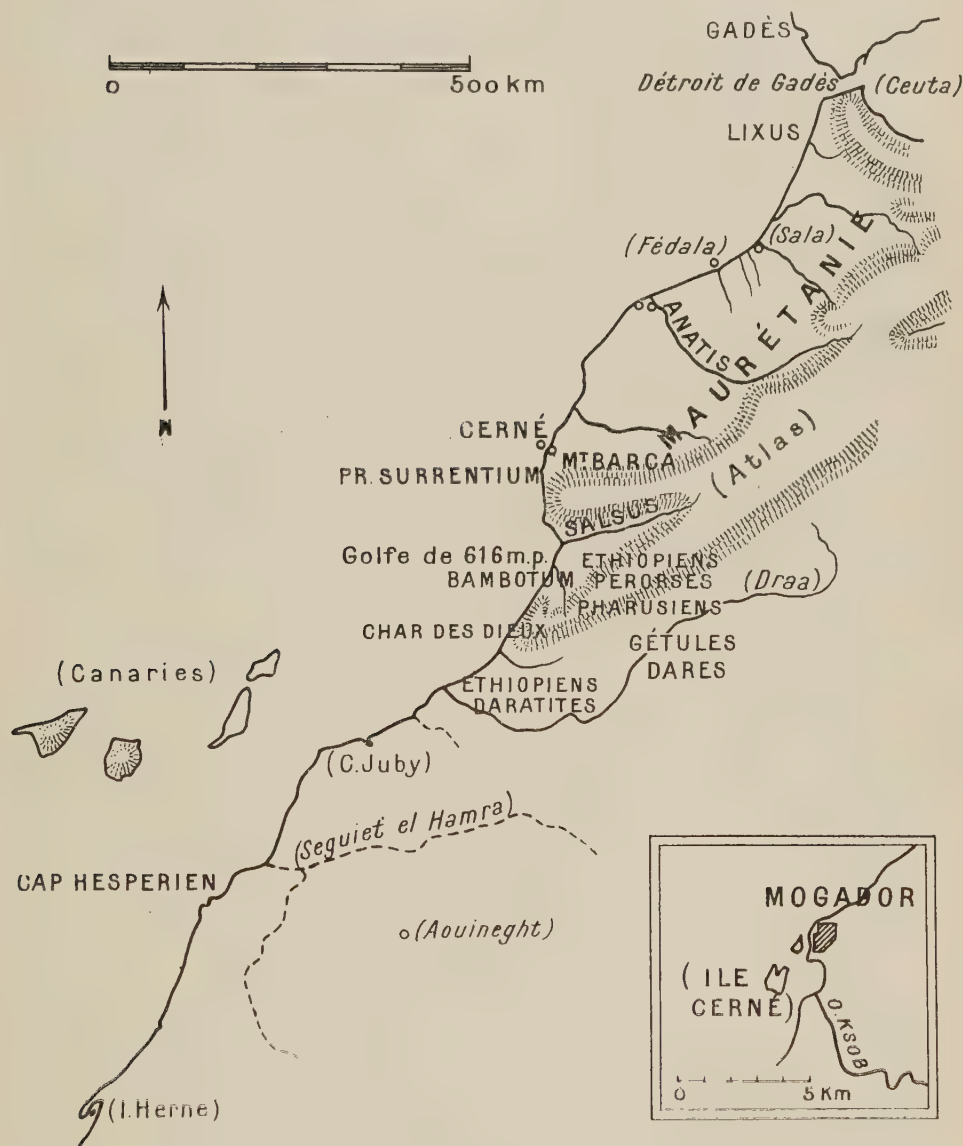 GADÈS
0 500 km
Détroit de Gadès
(Ceuta)
LIXUS
(Sala)
(Fédala)
ANATIS
MAURÉTANIE
N
CERNÉ
MT BARCA
(Atlas)
PR. SURRENTIUM
SALSUS
Golfe de 616 m.p.
BAMBOTUM
ETHIOPIENS
PERORSES
PHARUSIENS
(Draa)
CHAR DES DIEUX
GÉTULES
DARES
(Canaries)
ETHIOPIENS
DARATITES
(C. Juby)
(Seguiet el Hamra)
CAP HESPERIEN
(Aouineght)
(I. Herne)
MOGADOR
( ILE
CERNÉ)
O. KSOB
0 5 Km